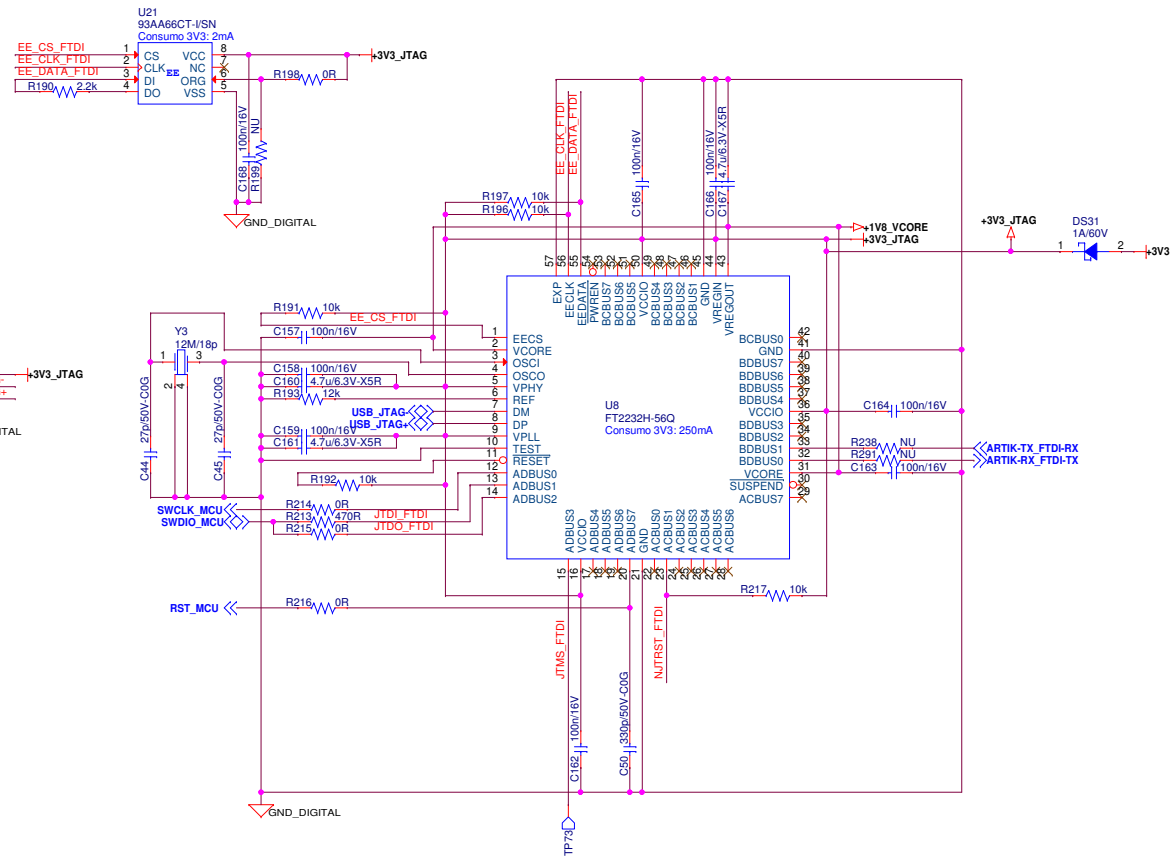 U21
93AA66CT-I/SN
Consumo 3V3: 2mA
EE_CS_FTDI
EE_CLK_FTDI
EE_DATA_FTDI
R190 2.2k
1
2
3
4
CS
CLK
DI
DO
EE
VCC
NC
ORG
VSS
8
7
6
5
R198 0R
+3V3_JTAG
C168 100n/16V
R199 NU
GND_DIGITAL
EE_CLK_FTDI
EE_DATA_FTDI
C165 100n/16V
C166 100n/16V
C167 4.7u/6.3V-X5R
R197 10k
R196 10k
+1V8_VCORE
+3V3_JTAG
+3V3_JTAG
DS31
1A/60V
1
2
+3V3
57
56
55
54
53
52
51
50
49
48
47
46
45
44
43
EXP
EECLK
EEDATA
PWREN
BCBUS7
BCBUS6
BCBUS5
VCCIO
BCBUS4
BCBUS3
BCBUS2
BCBUS1
GND
VREGIN
VREGOUT
R191 10k
EE_CS_FTDI
C157 100n/16V
Y3
12M/18p
1
3
2
4
C158 100n/16V
C160 4.7u/6.3V-X5R
R193 12k
USB_JTAG-
USB_JTAG+
C159 100n/16V
C161 4.7u/6.3V-X5R
C44 27p/50V-C0G
C45 27p/50V-C0G
R192 10k
SWCLK_MCU
SWDIO_MCU
R214 0R
R213 470R
R215 0R
JTDI_FTDI
JTDO_FTDI
+3V3_JTAG
-
+
ITAL
1 EECS
2 VCORE
3 OSCI
4 OSCO
5 VPHY
6 REF
7 DM
8 DP
9 VPLL
10 TEST
11 RESET
12 ADBUS0
13 ADBUS1
14 ADBUS2
U8
FT2232H-56Q
Consumo 3V3: 250mA
BCBUS0 42
GND 41
BDBUS7 40
BDBUS6 39
BDBUS5 38
BDBUS4 37
VCCIO 36
BDBUS3 35
BDBUS2 34
BDBUS1 33
BDBUS0 32
VCORE 31
SUSPEND 30
ACBUS7 29
C164 100n/16V
R238 NU
R291 NU
C163 100n/16V
ARTIK-TX_FTDI-RX
ARTIK-RX_FTDI-TX
ADBUS3
VCCIO
ADBUS4
ADBUS5
ADBUS6
ADBUS7
GND
ACBUS0
ACBUS1
ACBUS2
ACBUS3
ACBUS4
ACBUS5
ACBUS6
15
16
17
18
19
20
21
22
23
24
25
26
27
28
R217 10k
RST_MCU
R216 0R
JTMS_FTDI
NJTRST_FTDI
C162 100n/16V
C50 330p/50V-C0G
GND_DIGITAL
TP73